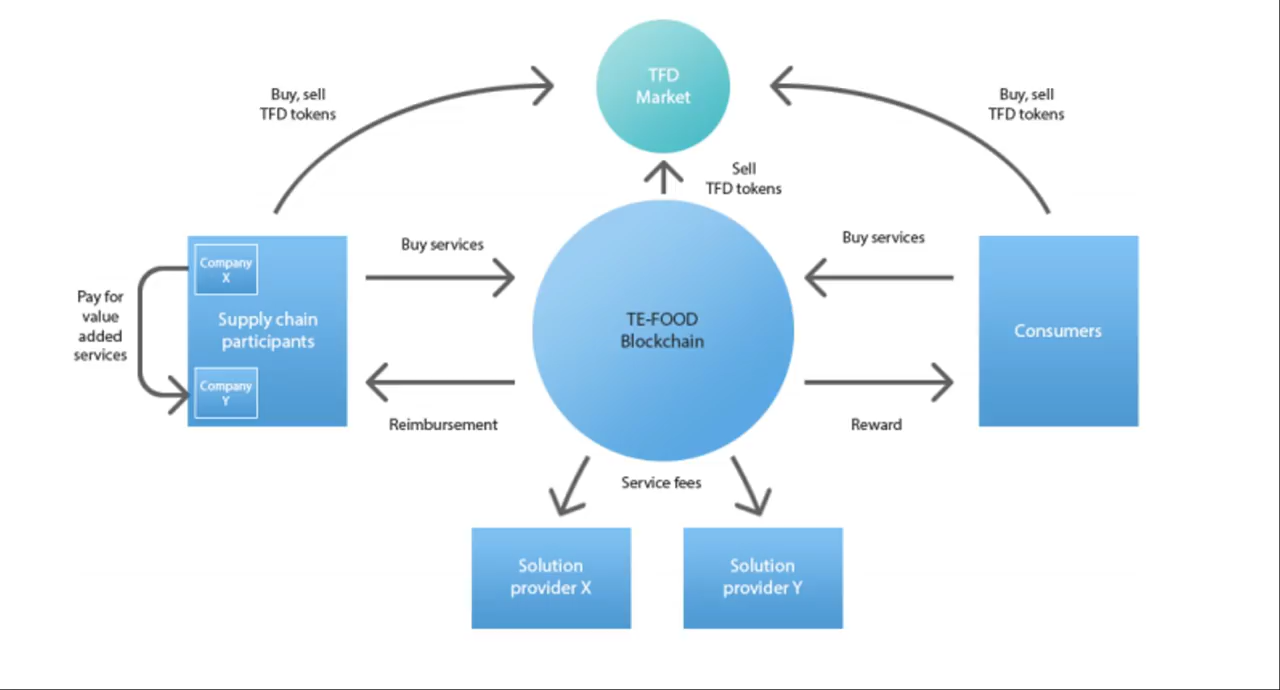 TFD
Market
Buy, sell
TFD tokens
Buy, sell
TFD tokens
Sell
TFD tokens
Buy services
Buy services
Company
X
Pay for
value
added
services
Supply chain
participants
TE-FOOD
Blockchain
Consumers
Company
Y
Reimbursement
Reward
Service fees
Solution
provider X
Solution
provider Y